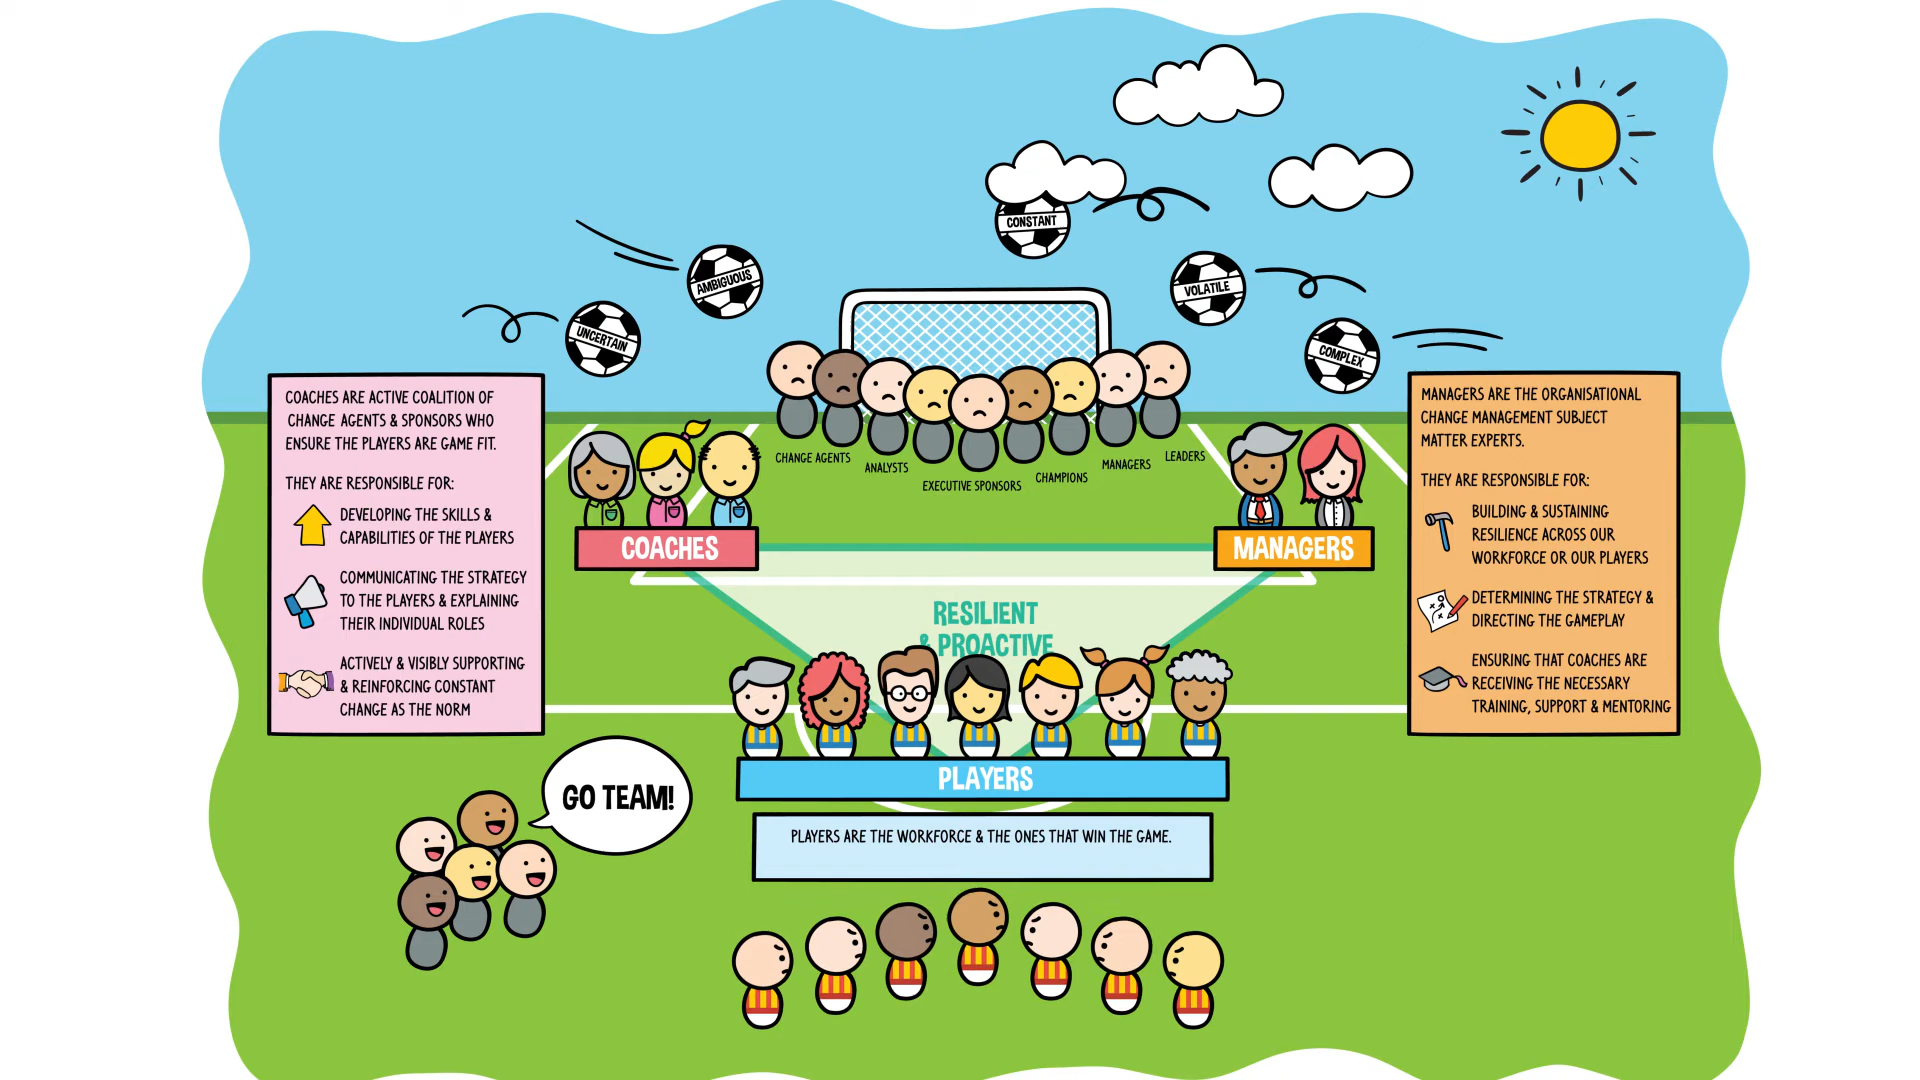 CONSTANT
AMBIGUOUS
VOLATILE
UNCERTAIN
COMPLEX
COACHES ARE ACTIVE COALITION OF
CHANGE AGENTS & SPONSORS WHO
ENSURE THE PLAYERS ARE GAME FIT.
THEY ARE RESPONSIBLE FOR:
DEVELOPING THE SKILLS &
CAPABILITIES OF THE PLAYERS
COMMUNICATING THE STRATEGY
TO THE PLAYERS & EXPLAINING
THEIR INDIVIDUAL ROLES
ACTIVELY & VISIBLY SUPPORTING
& REINFORCING CONSTANT
CHANGE AS THE NORM
CHANGE AGENTS
ANALYSTS
EXECUTIVE SPONSORS
CHAMPIONS
MANAGERS
LEADERS
COACHES
MANAGERS
MANAGERS ARE THE ORGANISATIONAL
CHANGE MANAGEMENT SUBJECT
MATTER EXPERTS.
THEY ARE RESPONSIBLE FOR:
BUILDING & SUSTAINING
RESILIENCE ACROSS OUR
WORKFORCE OR OUR PLAYERS
DETERMINING THE STRATEGY &
DIRECTING THE GAMEPLAY
ENSURING THAT COACHES ARE
RECEIVING THE NECESSARY
TRAINING, SUPPORT & MENTORING
RESILIENT
& PROACTIVE
PLAYERS
PLAYERS ARE THE WORKFORCE & THE ONES THAT WIN THE GAME.
GO TEAM!